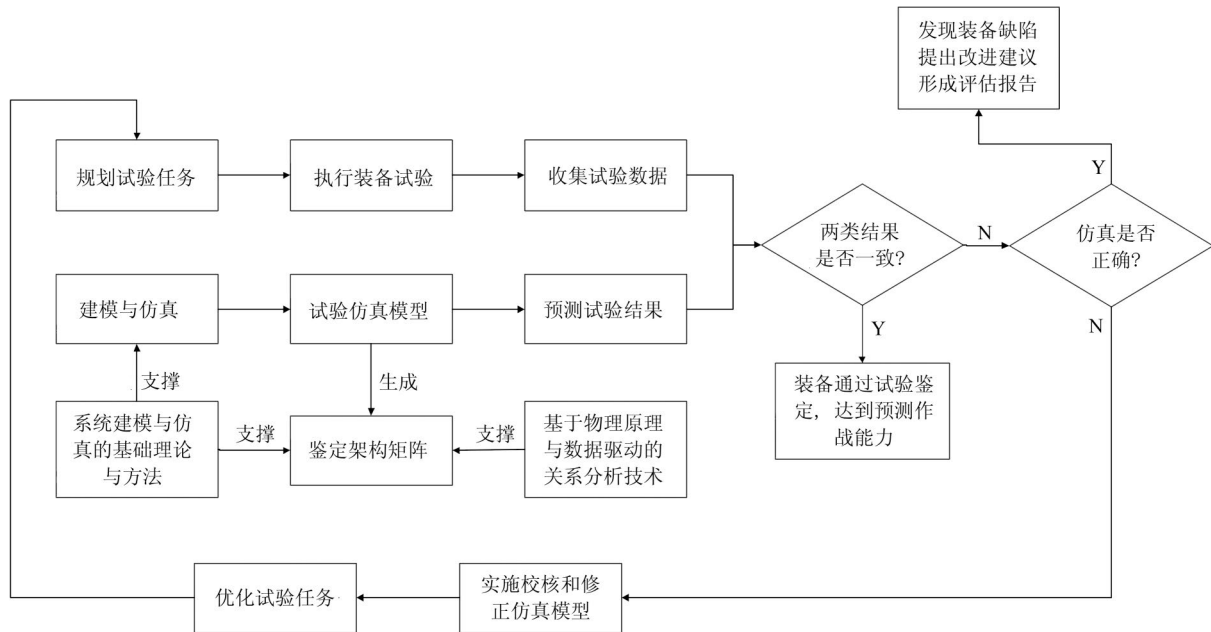 发现装备缺陷
提出改进建议
形成评估报告
规划试验任务
执行装备试验
收集试验数据
Y
两类结果
是否一致?
N
仿真是否
正确?
建模与仿真
试验仿真模型
预测试验结果
Y
N
支撑
生成
装备通过试验鉴
定，达到预测作
战能力
系统建模与仿
真的基础理论
与方法
支撑
鉴定架构矩阵
支撑
基于物理原理
与数据驱动的
关系分析技术
优化试验任务
实施校核和修
正仿真模型